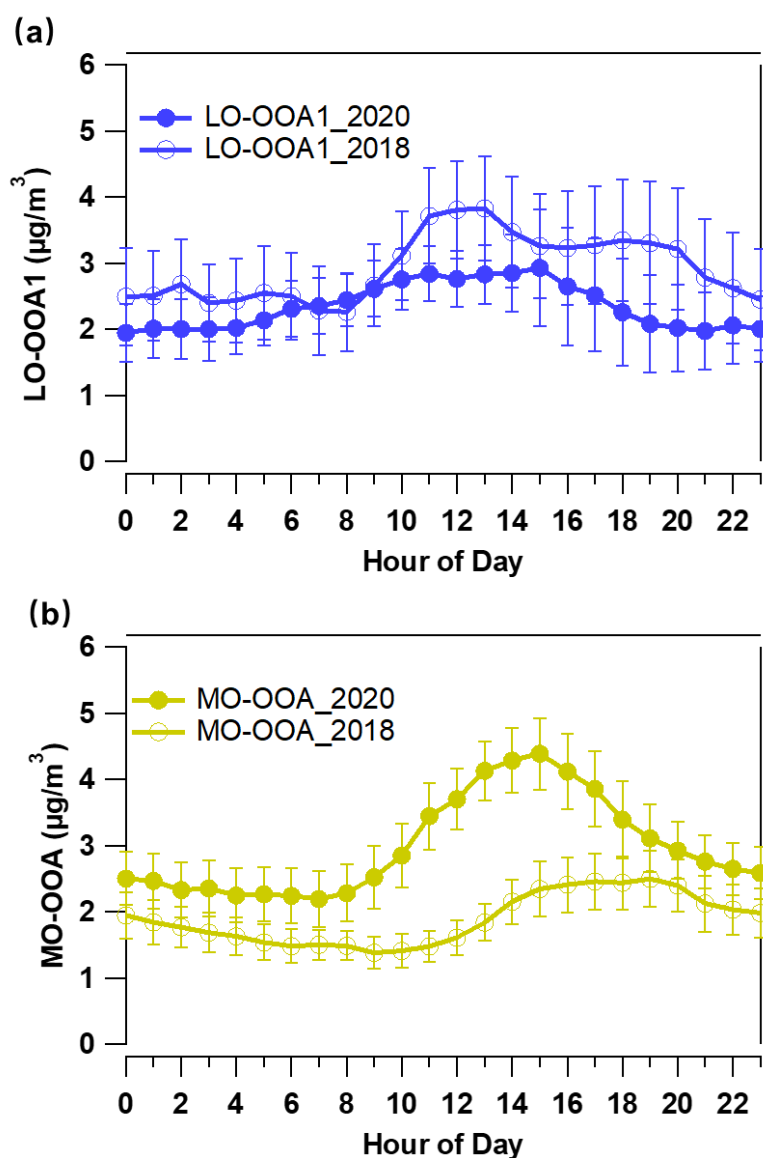 (a)
6
5
4
3
2
1
0
LO-OOA1 (µg/m³)
LO-OOA1_2020
LO-OOA1_2018
0 2 4 6 8 10 12 14 16 18 20 22
Hour of Day
(b)
6
5
4
3
2
1
0
MO-OOA (µg/m³)
MO-OOA_2020
MO-OOA_2018
0 2 4 6 8 10 12 14 16 18 20 22
Hour of Day